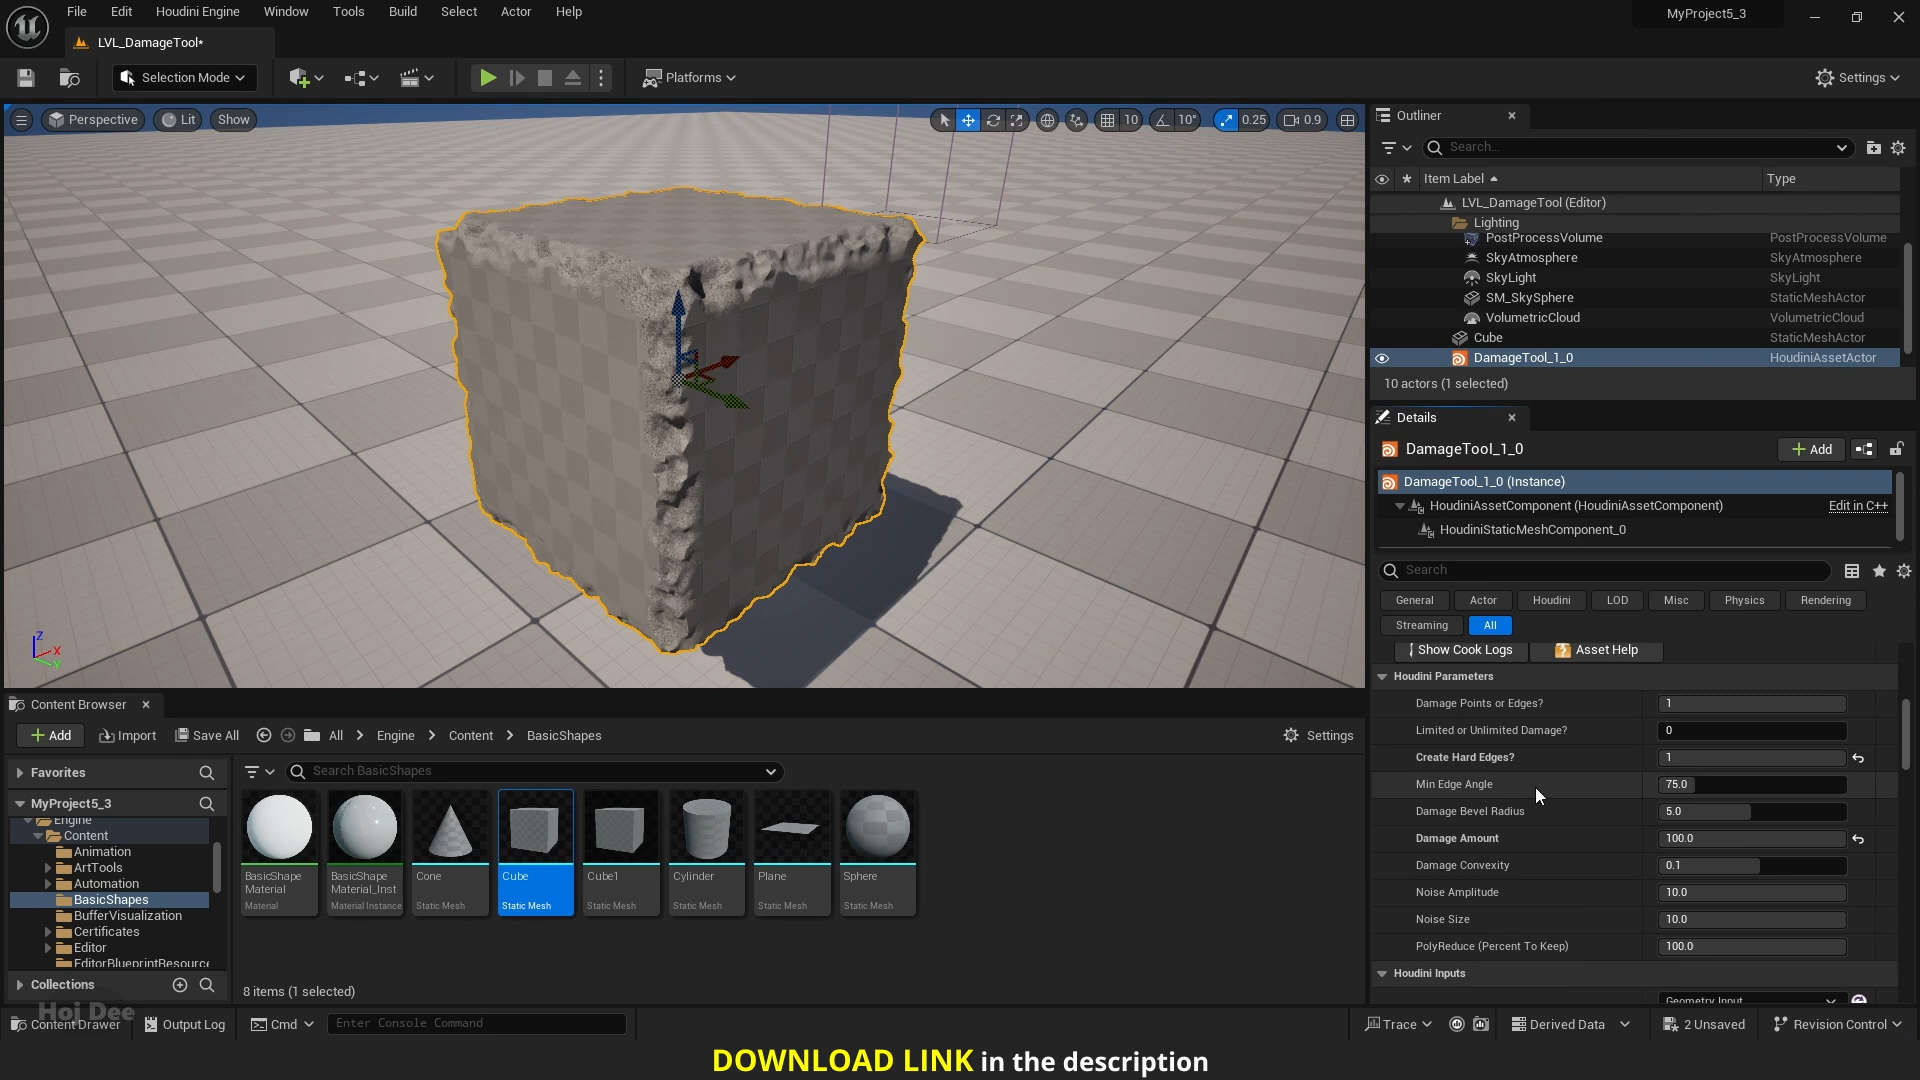 File Edit Houdini Engine Window Tools Build Select Actor Help
MyProject5_3
LVL_DamageTool*
Selection Mode
Platforms
Settings
Perspective
Lit
Show
10
10°
0.25
0.9
Z
X
Y
Outliner
Search...
Item Label
Type
LVL_DamageTool (Editor)
Lighting
PostProcessVolume PostProcessVolume
SkyAtmosphere SkyAtmosphere
SkyLight SkyLight
SM_SkySphere StaticMeshActor
VolumetricCloud VolumetricCloud
Cube StaticMeshActor
DamageTool_1_0 HoudiniAssetActor
10 actors (1 selected)
Details
DamageTool_1_0
Add
DamageTool_1_0 (Instance)
HoudiniAssetComponent (HoudiniAssetComponent) Edit in C++
HoudiniStaticMeshComponent_0
Search
General Actor Houdini LOD Misc Physics Rendering
Streaming All
Show Cook Logs Asset Help
Houdini Parameters
Damage Points or Edges? 1
Limited or Unlimited Damage? 0
Create Hard Edges? 1
Min Edge Angle 75.0
Damage Bevel Radius 5.0
Damage Amount 100.0
Damage Convexity 0.1
Noise Amplitude 10.0
Noise Size 10.0
PolyReduce (Percent To Keep) 100.0
Houdini Inputs
Geometry Input
Content Browser
Add Import Save All All Engine Content BasicShapes Settings
Favorites
MyProject5_3
Engine
Content
Animation
ArtTools
Automation
BasicShapes
BufferVisualization
Certificates
Editor
EditorBlueprintResource
Collections
Search BasicShapes
BasicShape
Material
Material
BasicShape
Material_Inst
Material Instance
Cone
Static Mesh
Cube
Static Mesh
Cube1
Static Mesh
Cylinder
Static Mesh
Plane
Static Mesh
Sphere
Static Mesh
8 items (1 selected)
Hoj Dee
Content Drawer Output Log Cmd Enter Console Command Trace Derived Data 2 Unsaved Revision Control
DOWNLOAD LINK in the description